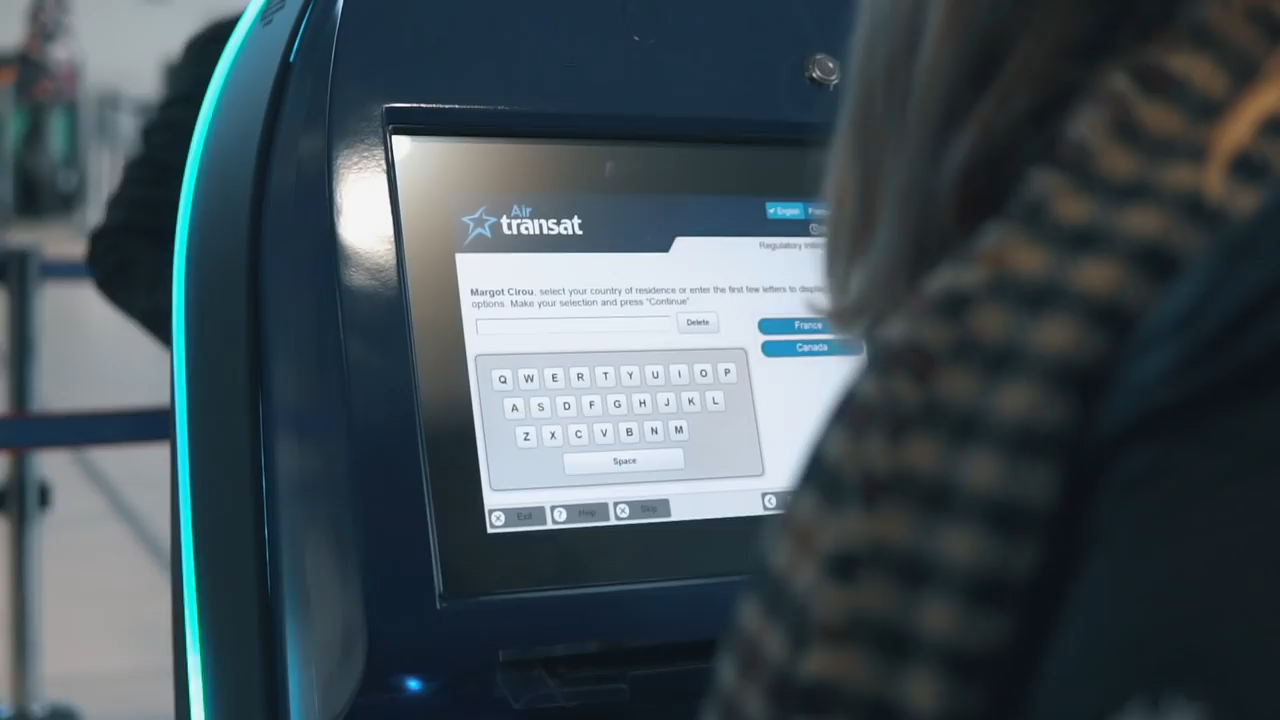 Air
transat
English
Regulatory
Margot Cirou, select your country of residence or enter the first few letters to
options. Make your selection and press "Continue"
Delete
France
Canada
Q W E R T Y U I O P
A S D F G H J K L
Z X C V B N M
Space
Exit
Help
Skip